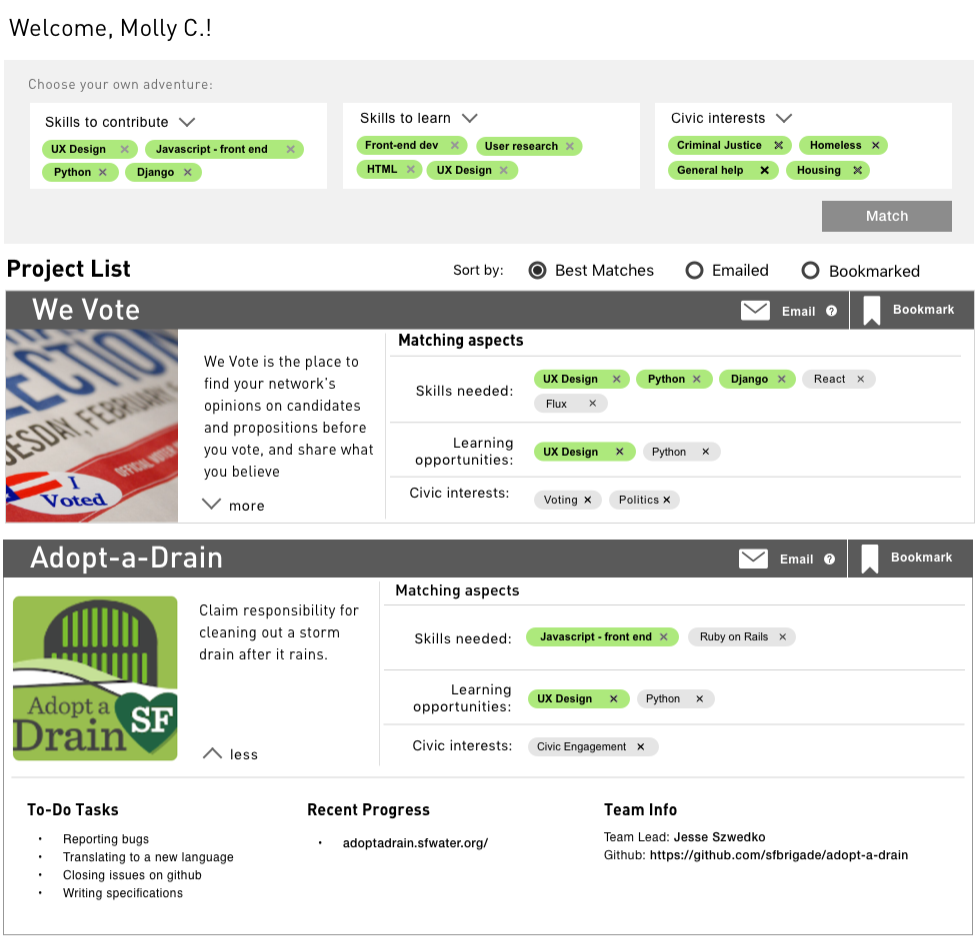 Welcome, Molly C.!
Choose your own adventure:
Skills to contribute
UX Design
Javascript - front end
Python
Django
Skills to learn
Front-end dev
User research
HTML
UX Design
Civic interests
Criminal Justice
Homeless
General help
Housing
Match
Project List
Sort by:
Best Matches
Emailed
Bookmarked
We Vote
Email ?
Bookmark
ELECTION
TUESDAY, FEBRUARY 5
I
Voted
We Vote is the place to
find your network's
opinions on candidates
and propositions before
you vote, and share what
you believe
more
Matching aspects
Skills needed:
UX Design
Python
Django
React
Flux
Learning
opportunities:
UX Design
Python
Civic interests:
Voting
Politics
Adopt-a-Drain
Email ?
Bookmark
Adopt a
Drain
SF
Claim responsibility for
cleaning out a storm
drain after it rains.
less
Matching aspects
Skills needed:
Javascript - front end
Ruby on Rails
Learning
opportunities:
UX Design
Python
Civic interests:
Civic Engagement
To-Do Tasks
• Reporting bugs
• Translating to a new language
• Closing issues on github
• Writing specifications
Recent Progress
• adoptadrain.sfwater.org/
Team Info
Team Lead: Jesse Szwedko
Github: https://github.com/sfbrigade/adopt-a-drain